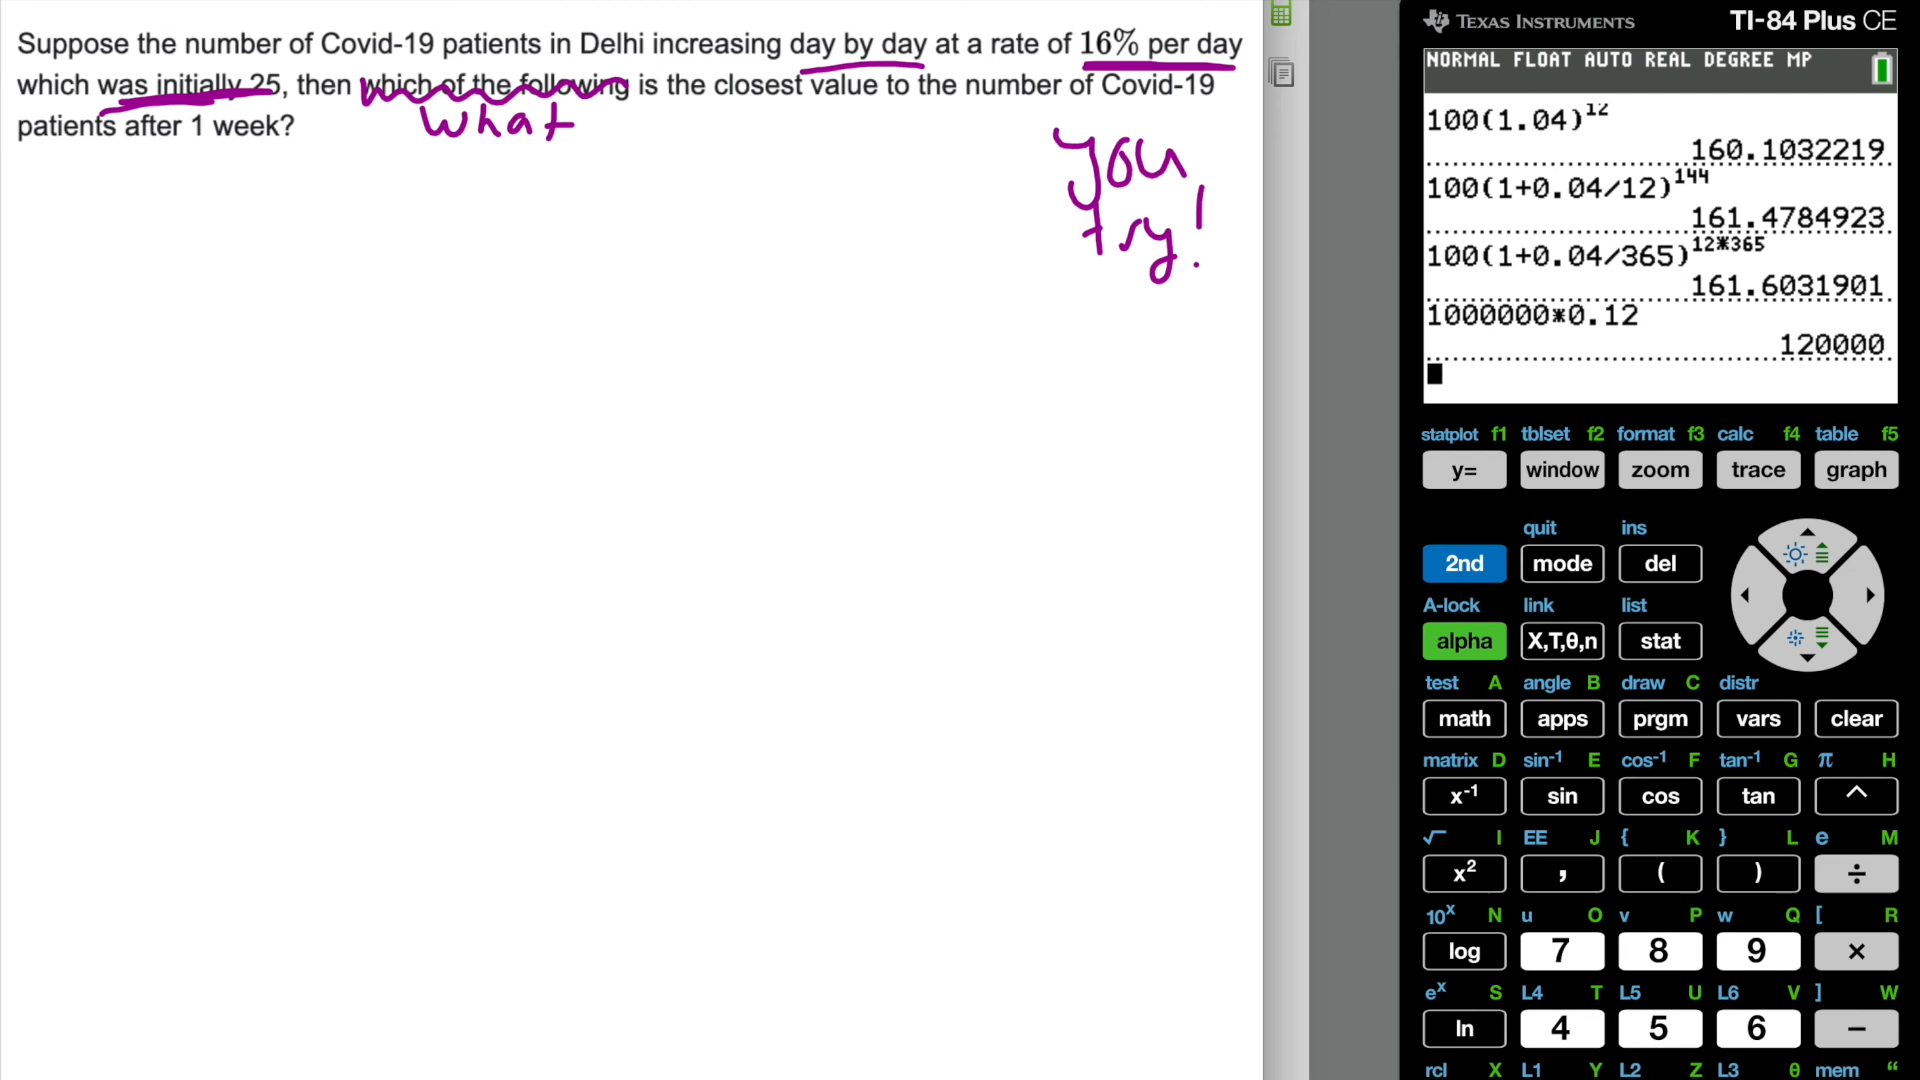 Suppose the number of Covid-19 patients in Delhi increasing day by day at a rate of 16% per day
which was initially 25, then which of the following is the closest value to the number of Covid-19
what
patients after 1 week?
you
try!
TEXAS INSTRUMENTS TI-84 Plus CE
NORMAL FLOAT AUTO REAL DEGREE MP
100(1.04)^12
160.1032219
100(1+0.04/12)^144
161.4784923
100(1+0.04/365)^12*365
161.6031901
1000000*0.12
120000
statplot f1 tblset f2 format f3 calc f4 table f5
y= window zoom trace graph
quit ins
2nd mode del
A-lock link list
alpha X,T,θ,n stat
test A angle B draw C distr
math apps prgm vars clear
matrix D sin⁻¹ E cos⁻¹ F tan⁻¹ G π H
x⁻¹ sin cos tan ^
√ I EE J { K } L e M
x² , ( ) ÷
10ˣ N u O v P w Q [ R
log 7 8 9 ×
eˣ S L4 T L5 U L6 V ] W
ln 4 5 6 −
rcl X L1 Y L2 Z L3 θ mem “